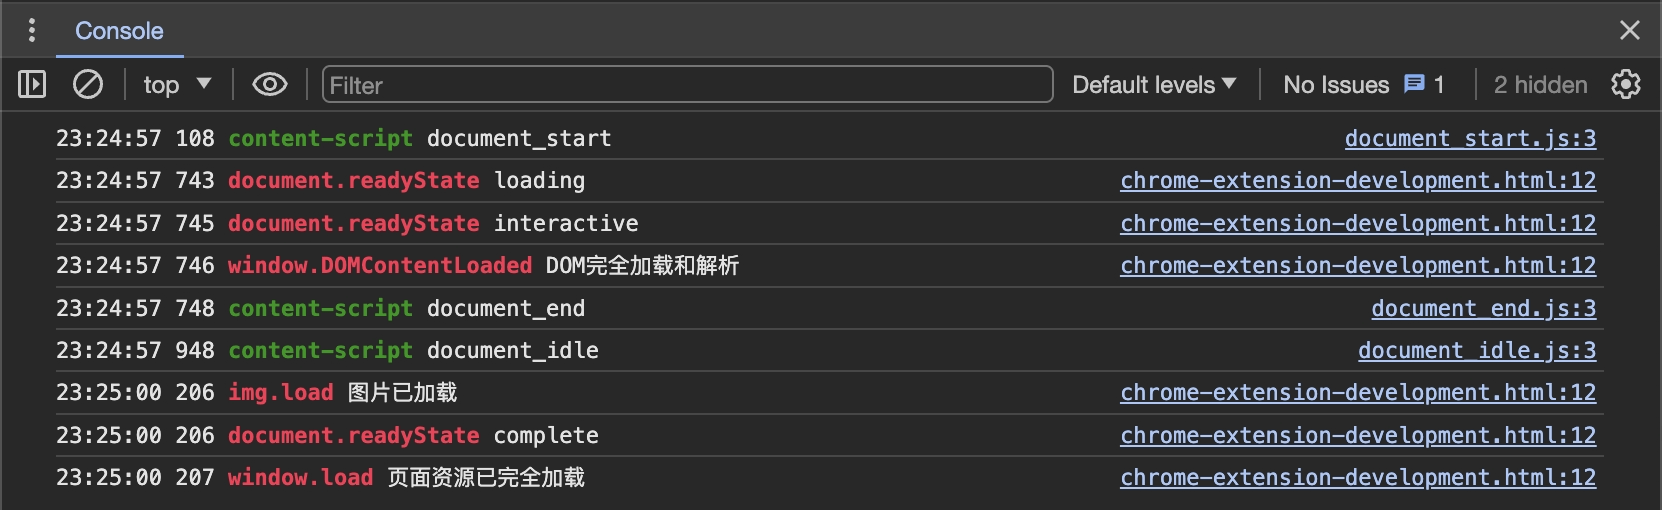 Console
top Filter Default levels No Issues 1 2 hidden
23:24:57 108 content-script document_start document_start.js:3
23:24:57 743 document.readyState loading chrome-extension-development.html:12
23:24:57 745 document.readyState interactive chrome-extension-development.html:12
23:24:57 746 window.DOMContentLoaded DOM完全加载和解析 chrome-extension-development.html:12
23:24:57 748 content-script document_end document_end.js:3
23:24:57 948 content-script document_idle document_idle.js:3
23:25:00 206 img.load 图片已加载 chrome-extension-development.html:12
23:25:00 206 document.readyState complete chrome-extension-development.html:12
23:25:00 207 window.load 页面资源已完全加载 chrome-extension-development.html:12